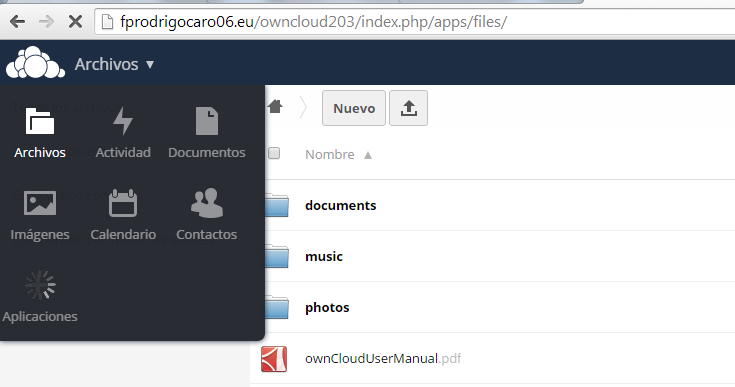 fprodrigocaro06.eu/owncloud203/index.php/apps/files/
Archivos
Nuevo
Archivos Actividad Documentos
Nombre
Imágenes Calendario Contactos
documents
music
Aplicaciones
photos
ownCloudUserManual.pdf